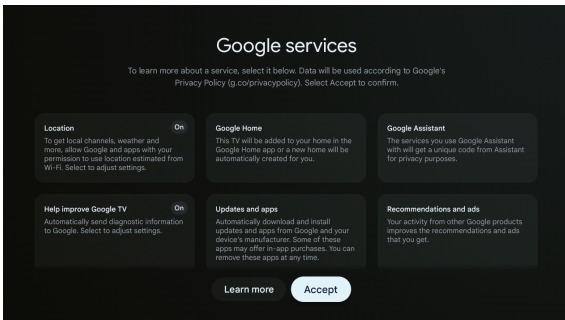 Google services
To learn more about a service, select it below. Data will be used according to Google's
Privacy Policy (g.co/privacypolicy). Select Accept to confirm.
Location
On
To get local channels, weather and
more, allow Google and apps with your
permission to use location estimated from
Wi-Fi. Select to adjust settings.
Google Home
This TV will be added to your home in the
Google Home app or a new home will be
automatically created for you.
Google Assistant
The services you use Google Assistant
with will get a unique code from Assistant
for privacy purposes.
Help improve Google TV
On
Automatically send diagnostic information
to Google. Select to adjust settings.
Updates and apps
Automatically download and install
updates and apps from Google and your
device's manufacturer. Some of these
apps may offer in-app purchases. You can
remove these apps at any time.
Recommendations and ads
Your activity from other Google products
improves the recommendations and ads
that you get.
Learn more
Accept